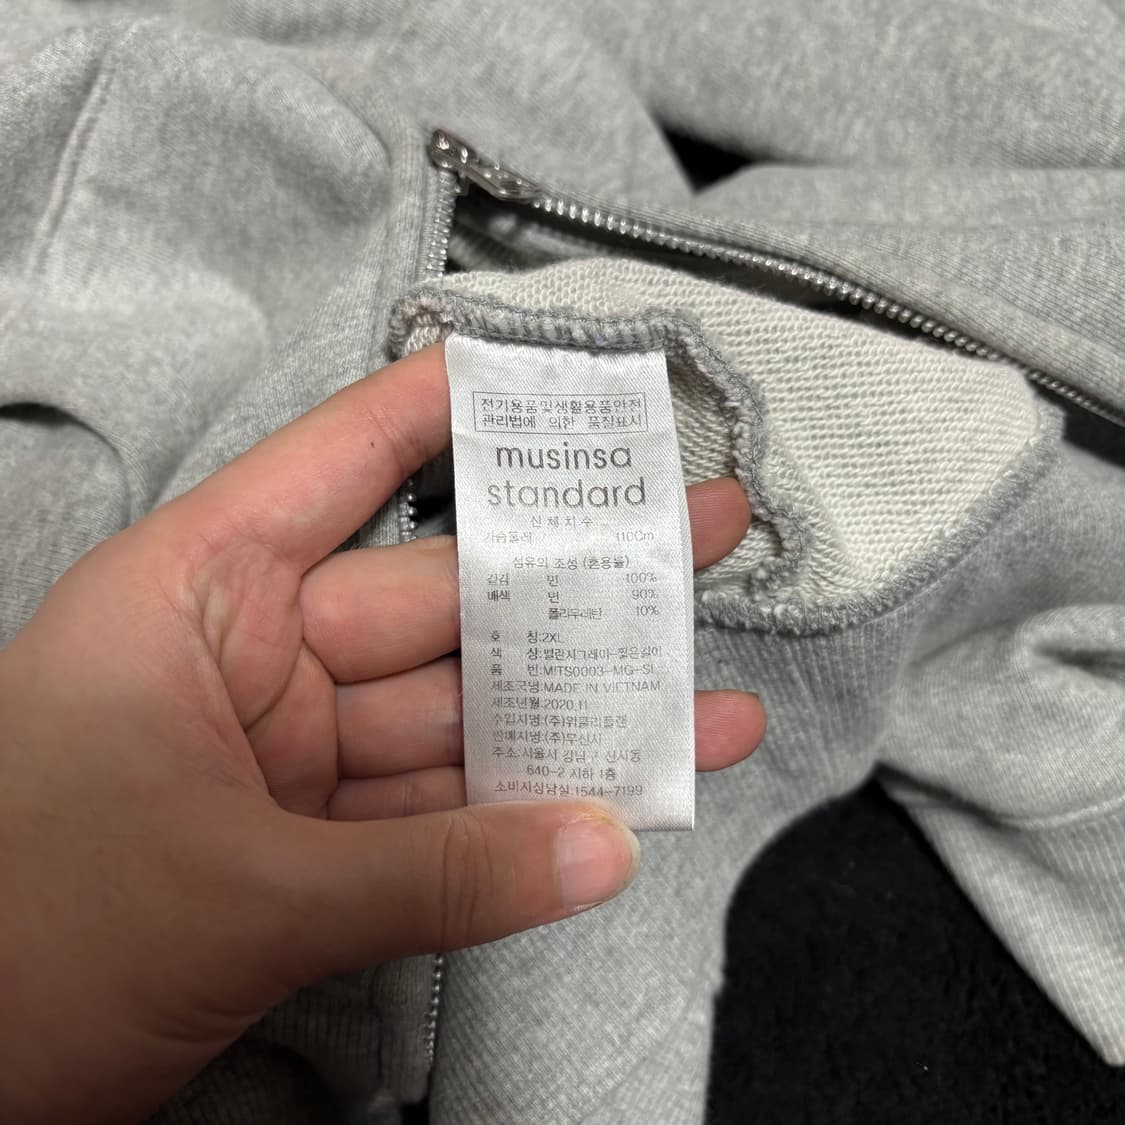 전기용품및생활용품안전
관리법에 의한 품질표시
musinsa
standard
신체치수
가슴둘레 110Cm
섬유의 조성 (혼용율)
겉감 면 100%
배색 면 90%
폴리우레탄 10%
호 칭:2XL
색 상:멜란지그레이-짧은길이
품 번:MITS0003-MG-SL
제조국명:MADE IN VIETNAM
제조년월:2020.11
수입자명:(주)위클리플랜
판매자명:(주)무신사
주소:서울시 강남구 신사동
640-2 지하 1층
소비자상담실:1544-7199